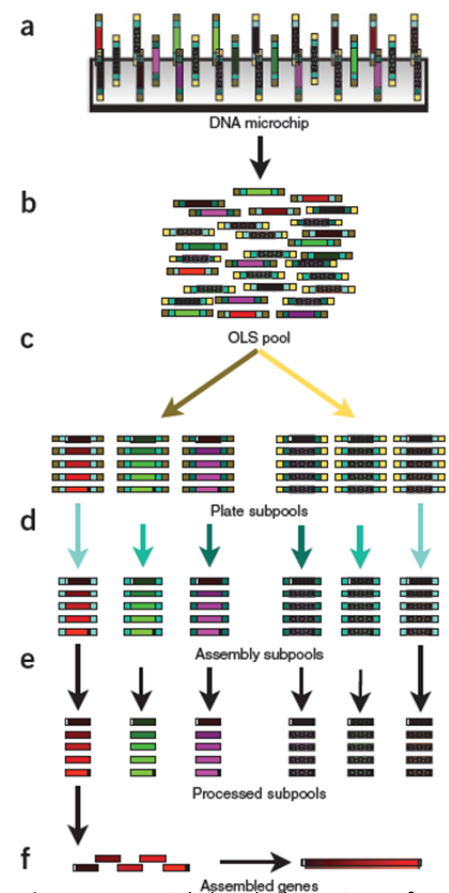 a
DNA microchip
b
OLS pool
c
Plate subpools
d
Assembly subpools
e
Processed subpools
f
Assembled genes